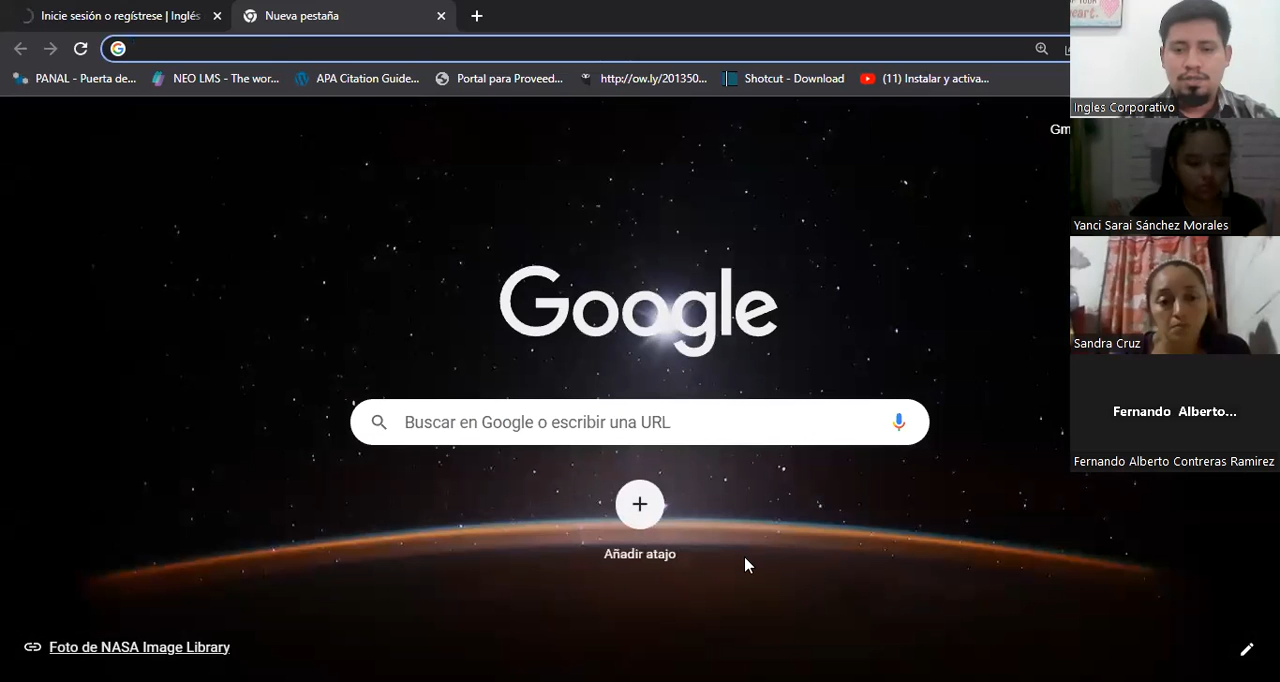 Inicie sesión o regístrese | Inglés
Nueva pestaña
PANAL - Puerta de...
NEO LMS - The wor...
APA Citation Guide...
Portal para Proveed...
http://ow.ly/201350...
Shotcut - Download
(11) Instalar y activa...
Gm
Google
Buscar en Google o escribir una URL
Añadir atajo
Foto de NASA Image Library
Ingles Corporativo
Yanci Sarai Sánchez Morales
Sandra Cruz
Fernando Alberto...
Fernando Alberto Contreras Ramirez